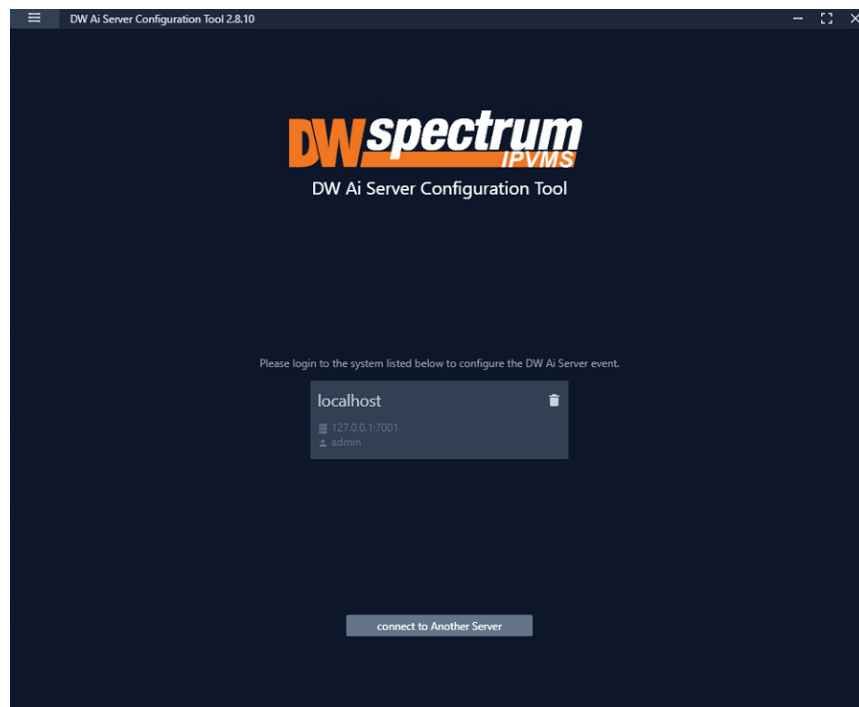 DW Ai Server Configuration Tool 2.8.10
DWspectrum
IPVMS
DW Ai Server Configuration Tool
Please login to the system listed below to configure the DW Ai Server event.
localhost
127.0.0.1:7001
admin
connect to Another Server